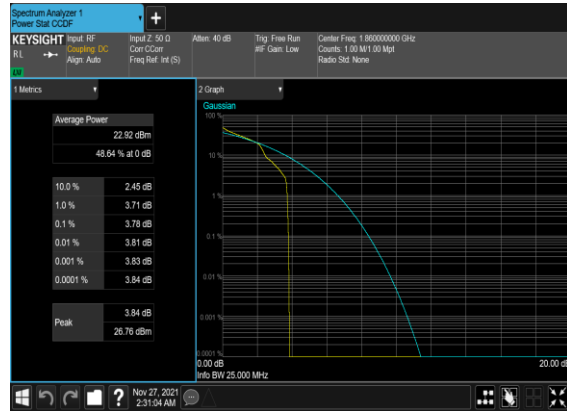 Spectrum Analyzer 1
Power Stat CCDF
+
KEYSIGHT
RL
Input: RF
Coupling: DC
Align: Auto
Input Z: 50 Ω
Corr CCorr
Freq Ref: Int (S)
Atten: 40 dB
Trig: Free Run
#IF Gain: Low
Center Freq: 1.860000000 GHz
Counts: 1.00 M/1.00 Mpt
Radio Std: None
1 Metrics
Average Power
22.92 dBm
48.64 % at 0 dB
10.0 % 2.45 dB
1.0 % 3.71 dB
0.1 % 3.78 dB
0.01 % 3.81 dB
0.001 % 3.83 dB
0.0001 % 3.84 dB
Peak
3.84 dB
26.76 dBm
2 Graph
Gaussian
100 %
10 %
1 %
0.1 %
0.01 %
0.001 %
0.0001 %
0.00 dB
20.00 dB
Info BW 25.000 MHz
?
Nov 27, 2021
2:31:04 AM